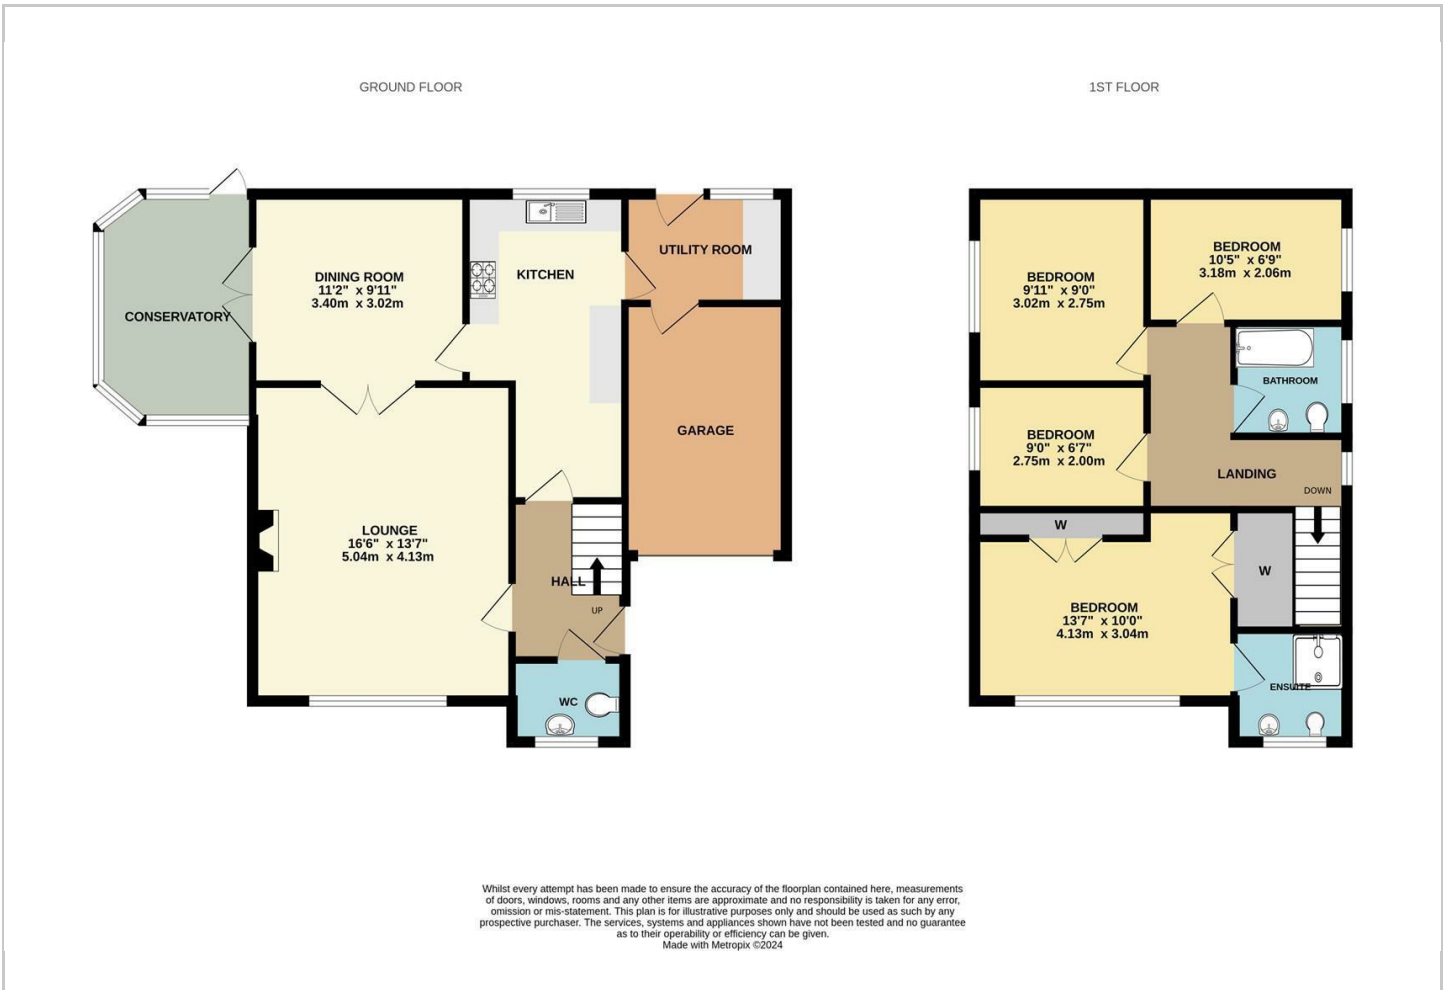 GROUND FLOOR
CONSERVATORY
DINING ROOM
11'2" x 9'11"
3.40m x 3.02m
KITCHEN
UTILITY ROOM
GARAGE
LOUNGE
16'6" x 13'7"
5.04m x 4.13m
HALL
UP
WC
1ST FLOOR
BEDROOM
9'11" x 9'0"
3.02m x 2.75m
BEDROOM
10'5" x 6'9"
3.18m x 2.06m
BATHROOM
BEDROOM
9'0" x 6'7"
2.75m x 2.00m
LANDING
DOWN
W
W
BEDROOM
13'7" x 10'0"
4.13m x 3.04m
ENSUITE
Whilst every attempt has been made to ensure the accuracy of the floorplan contained here, measurements
of doors, windows, rooms and any other items are approximate and no responsibility is taken for any error,
omission or mis-statement. This plan is for illustrative purposes only and should be used as such by any
prospective purchaser. The services, systems and appliances shown have not been tested and no guarantee
as to their operability or efficiency can be given.
Made with Metropix ©2024